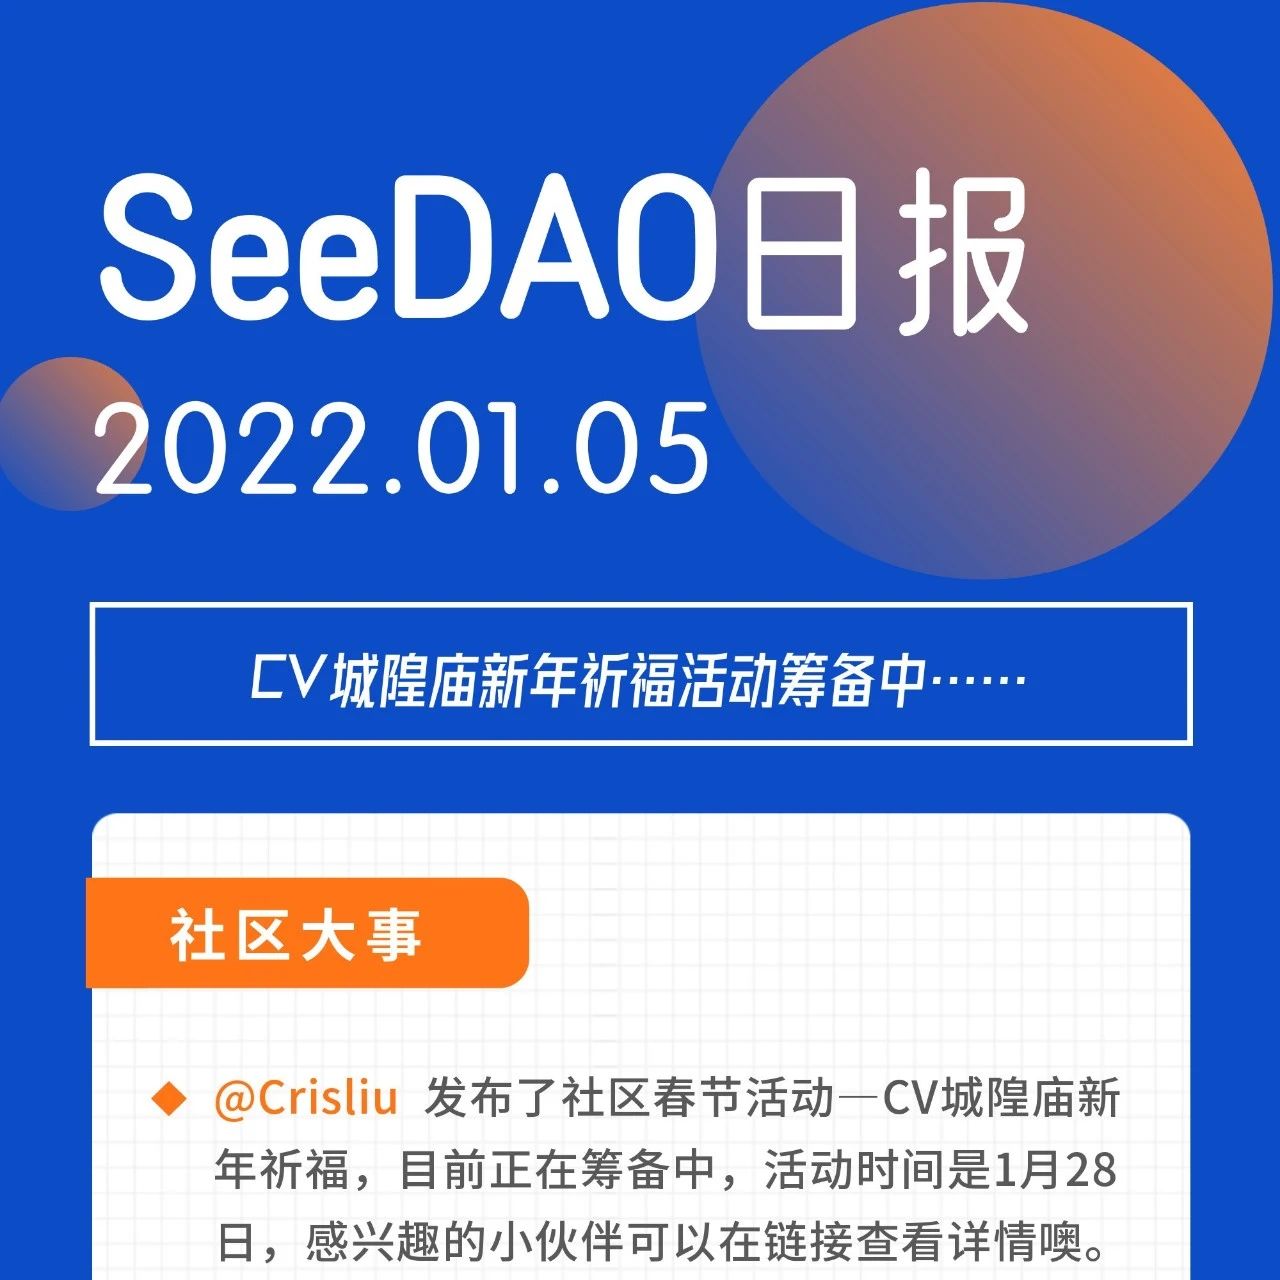 SeeDAO日报
2022.01.05
CV城隍庙新年祈福活动筹备中……
社区大事
@Crisliu 发布了社区春节活动—CV城隍庙新
年祈福，目前正在筹备中，活动时间是1月28
日，感兴趣的小伙伴可以在链接查看详情噢。